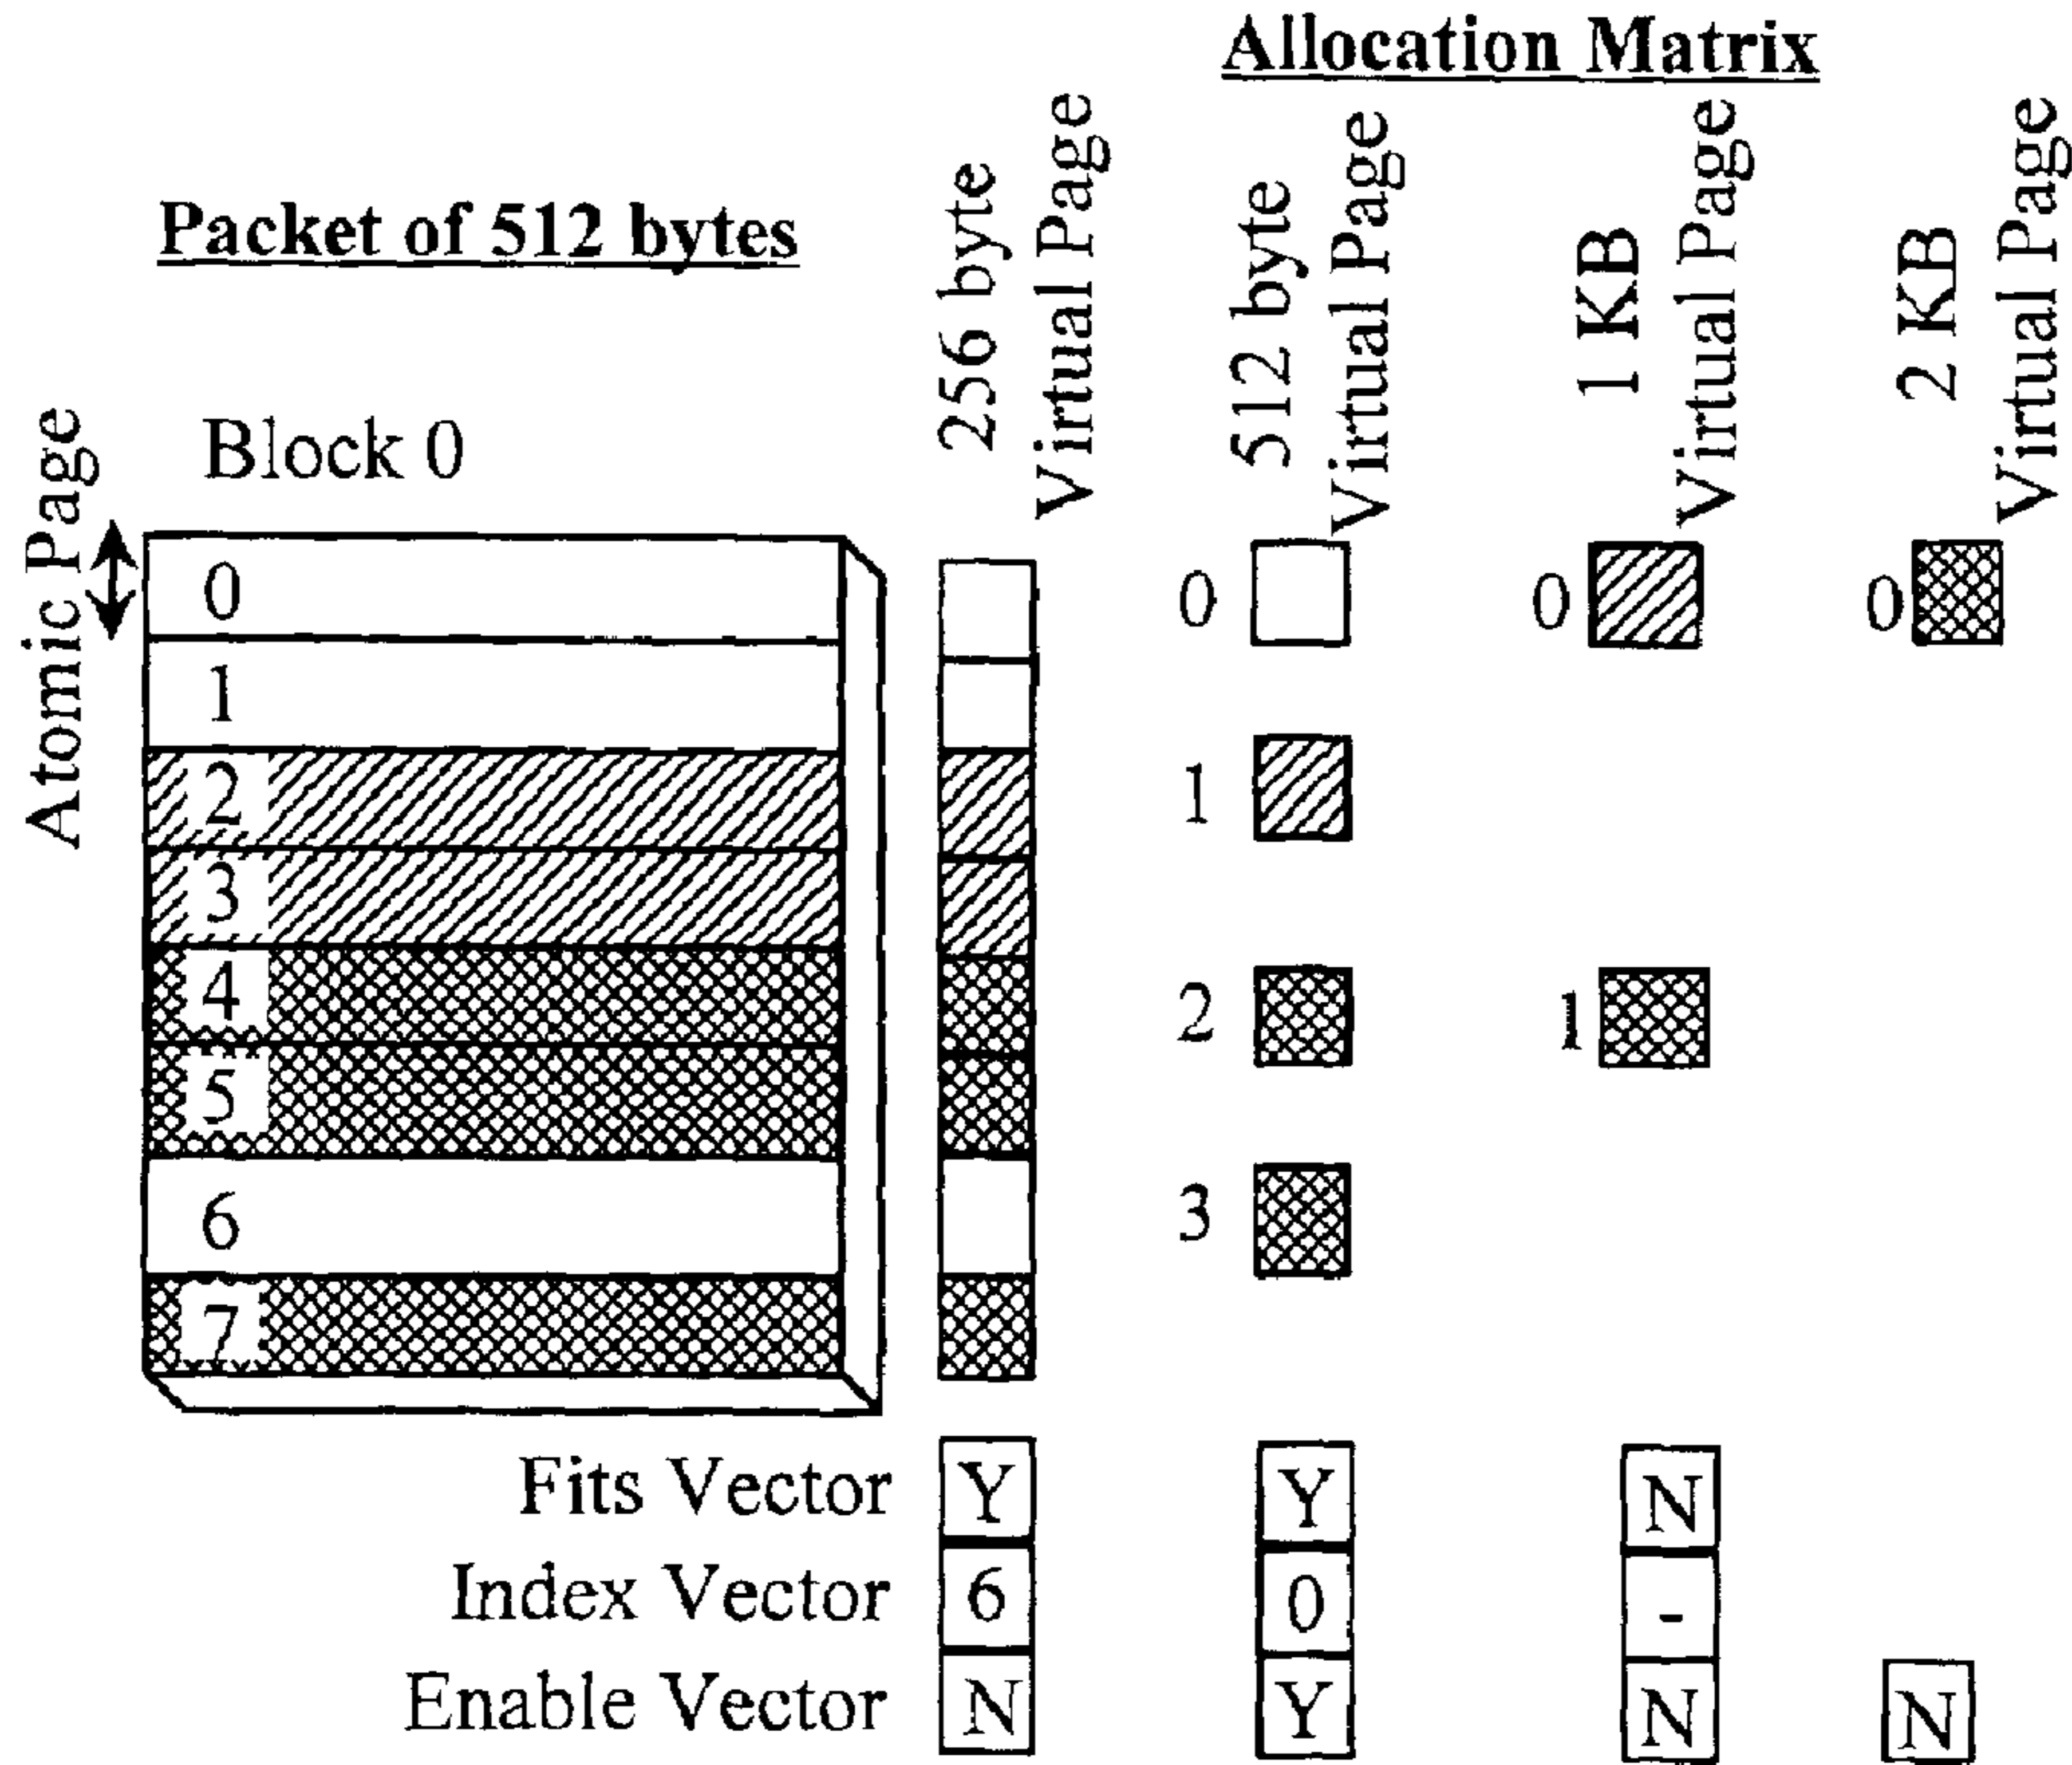 Allocation Matrix
Packet of 512 bytes
256 byte
Virtual Page
512 byte
Virtual Page
1 KB
Virtual Page
2 KB
Virtual Page
Atomic Page
Block 0
0
1
2
3
4
5
6
7
0
1
2
3
0
1
0
Fits Vector Y Y N
Index Vector 6 0 -
Enable Vector N Y N N